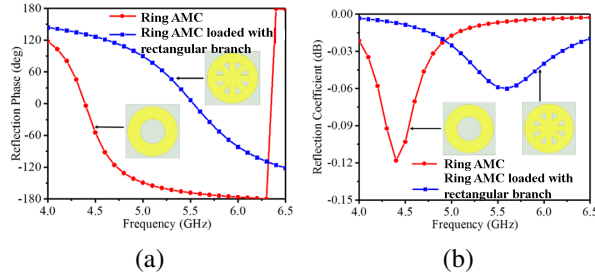 (a)
Ring AMC
Ring AMC loaded with
rectangular branch
Reflection Phase (deg)
180
120
60
0
-60
-120
-180
4.0 4.5 5.0 5.5 6.0 6.5
Frequency (GHz)
(a)
(b)
Reflection Coefficient (dB)
0.00
-0.03
-0.06
-0.09
-0.12
-0.15
Ring AMC
Ring AMC loaded with
rectangular branch
4.0 4.5 5.0 5.5 6.0 6.5
Frequency (GHz)
(b)